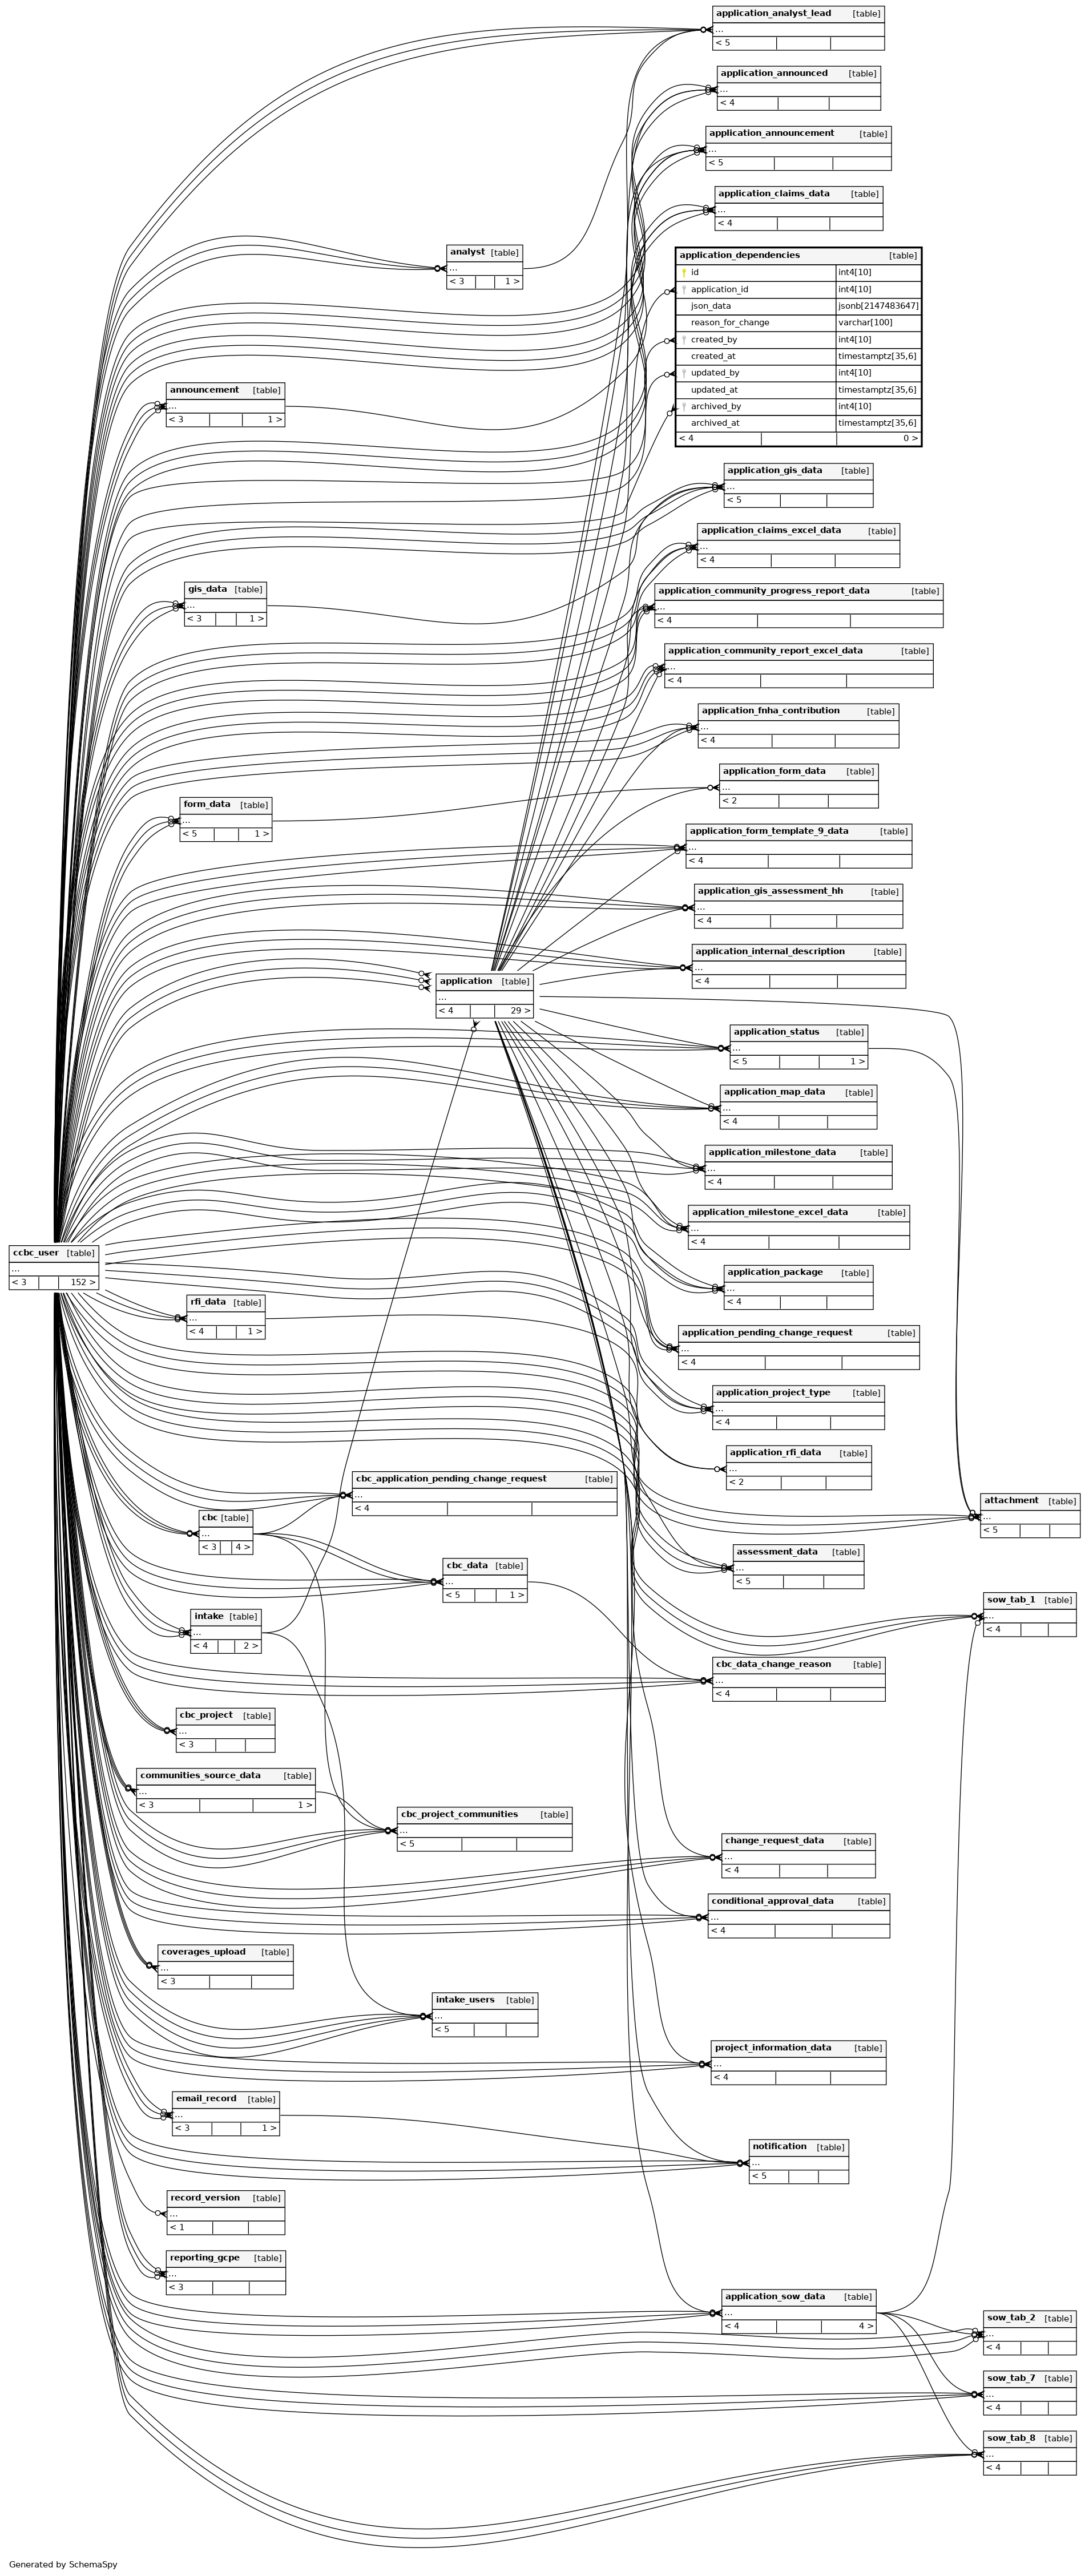 application_analyst_lead [table]
...
< 5
application_announced [table]
...
< 4
application_announcement [table]
...
< 5
application_claims_data [table]
...
< 4
analyst [table]
...
< 3 1 >
application_dependencies [table]
id int4[10]
application_id int4[10]
json_data jsonb[2147483647]
reason_for_change varchar[100]
created_by int4[10]
created_at timestamptz[35,6]
updated_by int4[10]
updated_at timestamptz[35,6]
archived_by int4[10]
archived_at timestamptz[35,6]
< 4 0 >
announcement [table]
...
< 3 1 >
application_gis_data [table]
...
< 5
application_claims_excel_data [table]
...
< 4
gis_data [table]
...
< 3 1 >
application_community_progress_report_data [table]
...
< 4
application_community_report_excel_data [table]
...
< 4
application_fnha_contribution [table]
...
< 4
application_form_data [table]
...
< 2
form_data [table]
...
< 5 1 >
application_form_template_9_data [table]
...
< 4
application_gis_assessment_hh [table]
...
< 4
application_internal_description [table]
...
< 4
application [table]
...
< 4 29 >
application_status [table]
...
< 5 1 >
application_map_data [table]
...
< 4
application_milestone_data [table]
...
< 4
application_milestone_excel_data [table]
...
< 4
ccbc_user [table]
...
< 3 152 >
application_package [table]
...
< 4
rfi_data [table]
...
< 4 1 >
application_pending_change_request [table]
...
< 4
application_project_type [table]
...
< 4
application_rfi_data [table]
...
< 2
cbc_application_pending_change_request [table]
...
< 4
attachment [table]
...
< 5
cbc [table]
...
< 3 4 >
assessment_data [table]
...
< 5
cbc_data [table]
...
< 5 1 >
sow_tab_1 [table]
...
< 4
intake [table]
...
< 4 2 >
cbc_data_change_reason [table]
...
< 4
cbc_project [table]
...
< 3
communities_source_data [table]
...
< 3 1 >
cbc_project_communities [table]
...
< 5
change_request_data [table]
...
< 4
conditional_approval_data [table]
...
< 4
coverages_upload [table]
...
< 3
intake_users [table]
...
< 5
project_information_data [table]
...
< 4
email_record [table]
...
< 3 1 >
notification [table]
...
< 5
record_version [table]
...
< 1
reporting_gcpe [table]
...
< 3
application_sow_data [table]
...
< 4 4 >
sow_tab_2 [table]
...
< 4
sow_tab_7 [table]
...
< 4
sow_tab_8 [table]
...
< 4
Generated by SchemaSpy